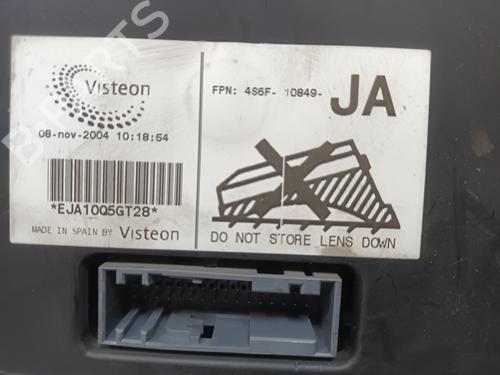 Visteon
FPN: 4S6F- 10849- JA
08-nov-2004 10:18:54
*EJA1005GT28*
MADE IN SPAIN BY Visteon
DO NOT STORE LENS DOWN